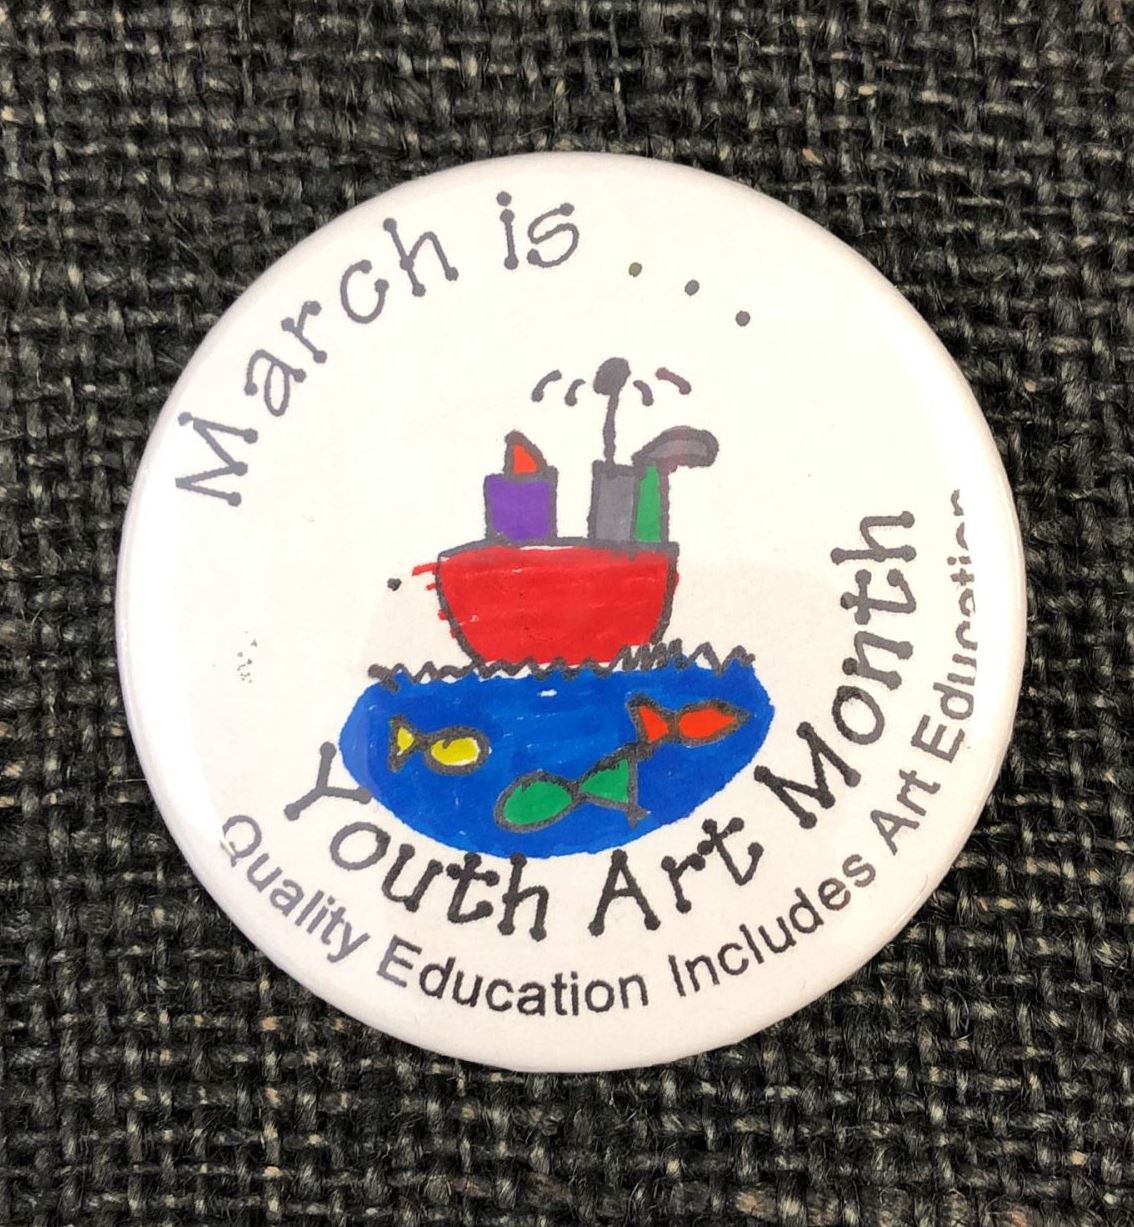 March is . . .
Youth Art Month
Quality Education Includes Art Education